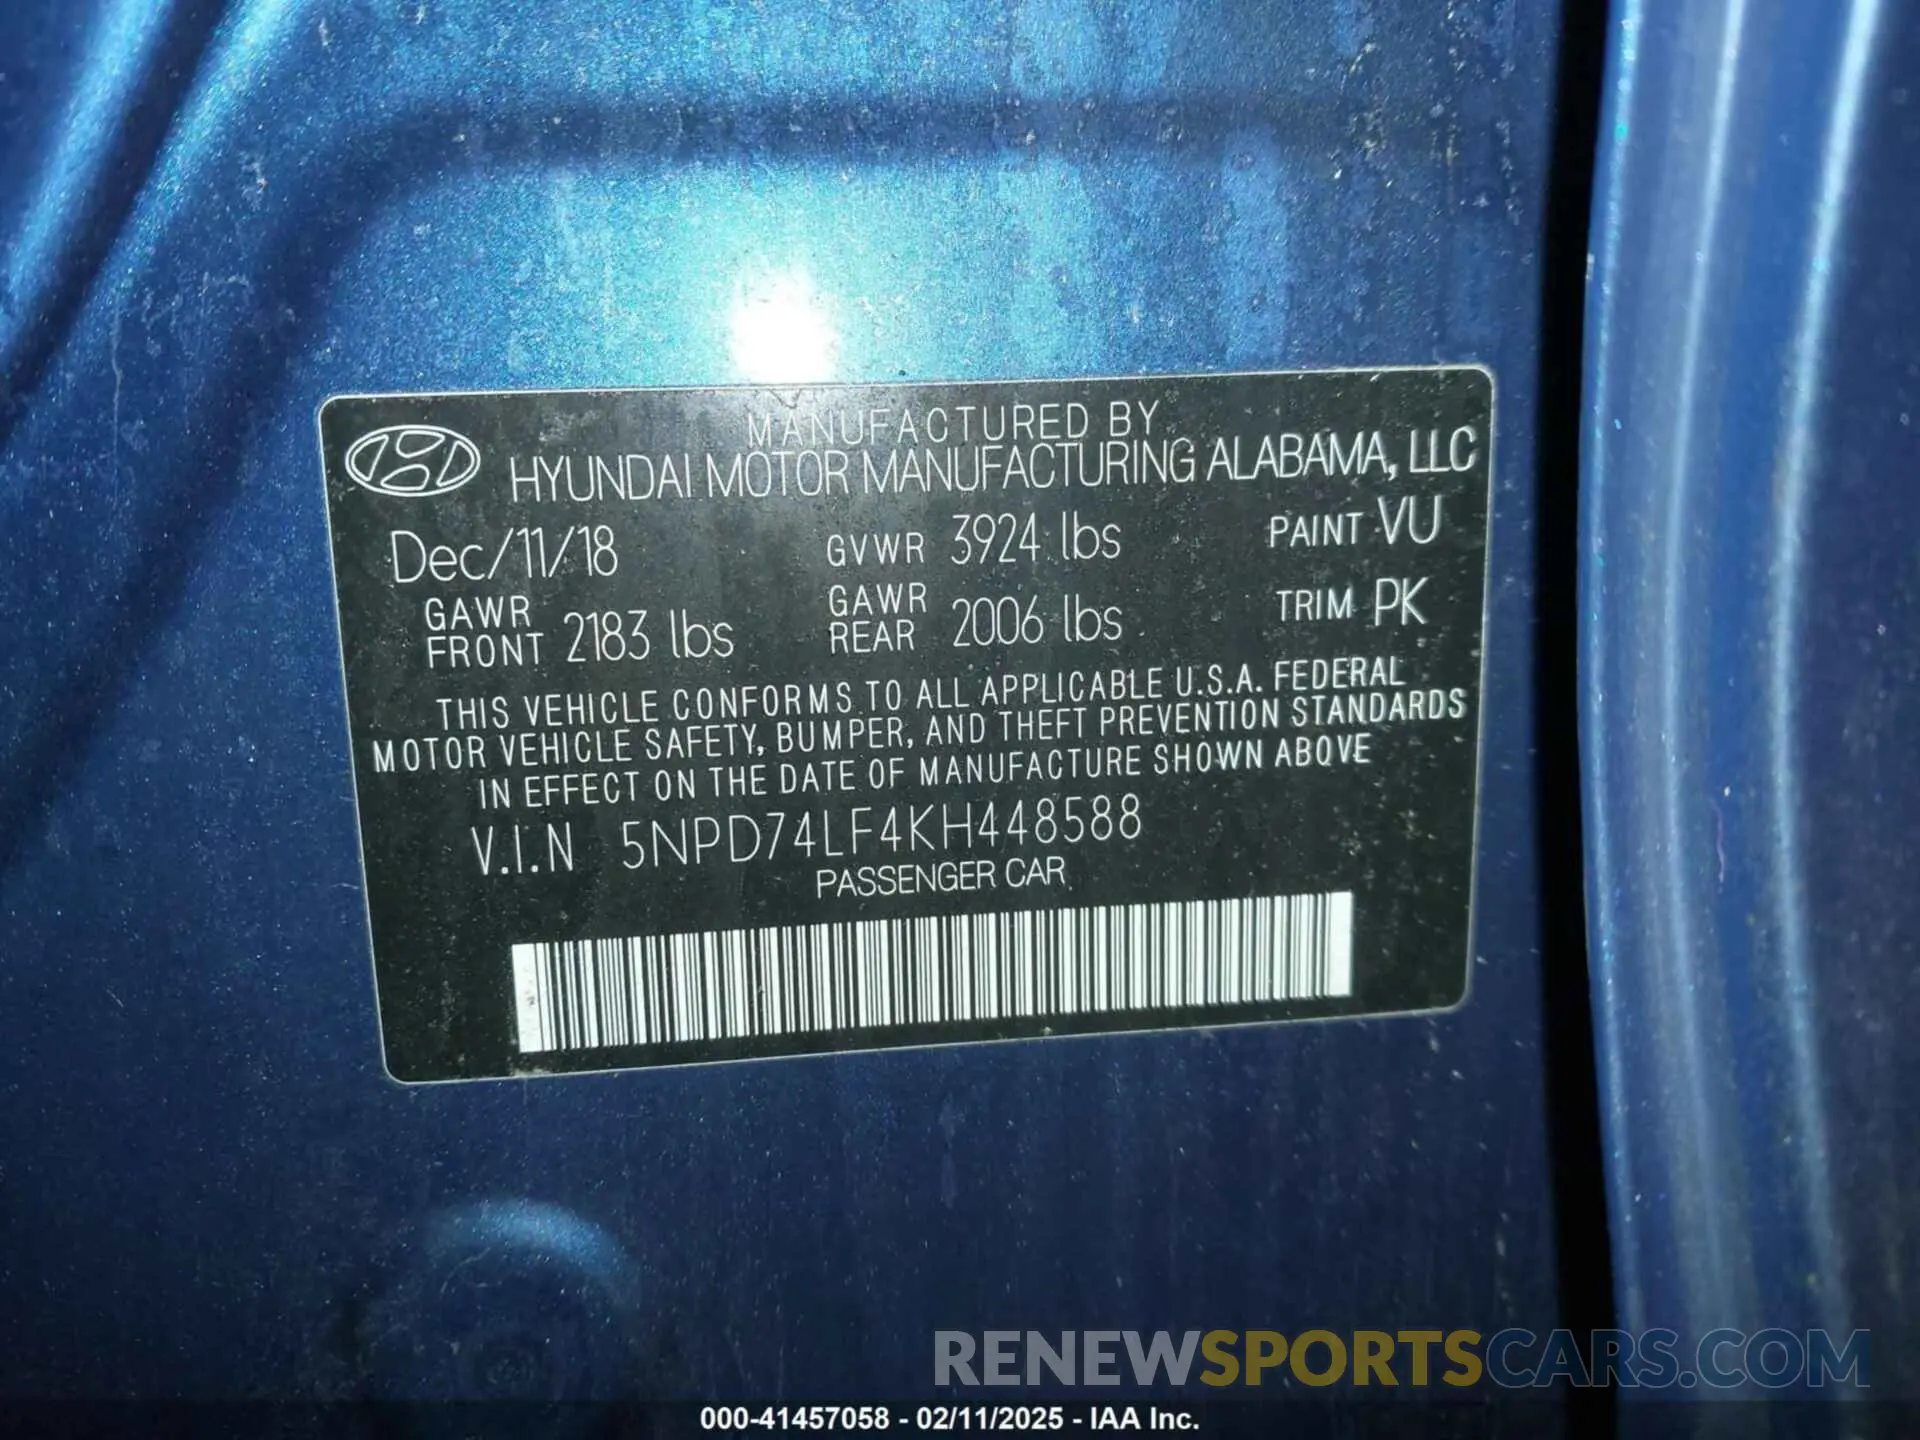 MANUFACTURED BY
HYUNDAI MOTOR MANUFACTURING ALABAMA, LLC
Dec/11/18 GVWR 3924 lbs PAINT VU
GAWR FRONT 2183 lbs GAWR REAR 2006 lbs TRIM PK
THIS VEHICLE CONFORMS TO ALL APPLICABLE U.S.A. FEDERAL
MOTOR VEHICLE SAFETY, BUMPER, AND THEFT PREVENTION STANDARDS
IN EFFECT ON THE DATE OF MANUFACTURE SHOWN ABOVE
V.I.N 5NPD74LF4KH448588
PASSENGER CAR
RENEWSPORTSCARS.COM
000-41457058 - 02/11/2025 - IAA Inc.